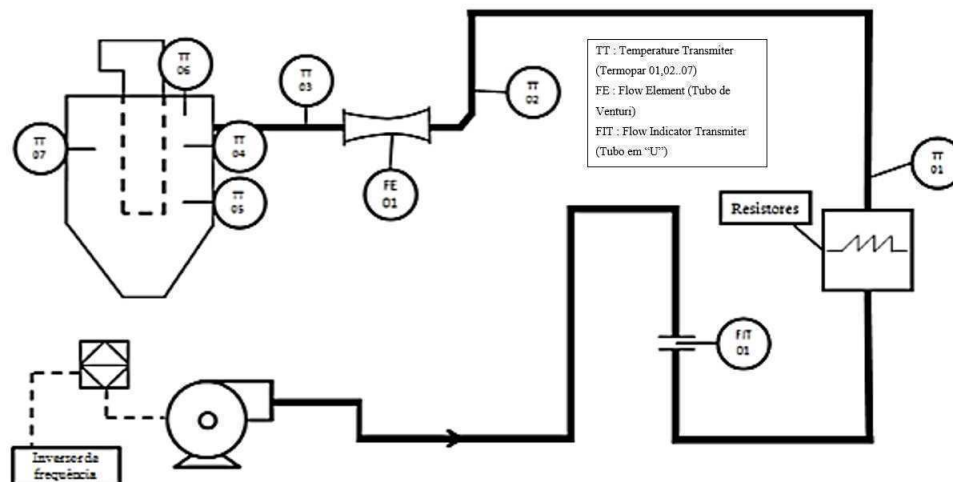 TT
06
TT
03
TT
02
TT
07
TT
04
TT
05
FE
01
TT : Temperature Transmiter
(Termopar 01,02..07)
FE : Flow Element (Tubo de
Venturi)
FIT : Flow Indicator Transmiter
(Tubo em “U”)
TT
01
Resistores
FIT
01
Inversor de
frequência